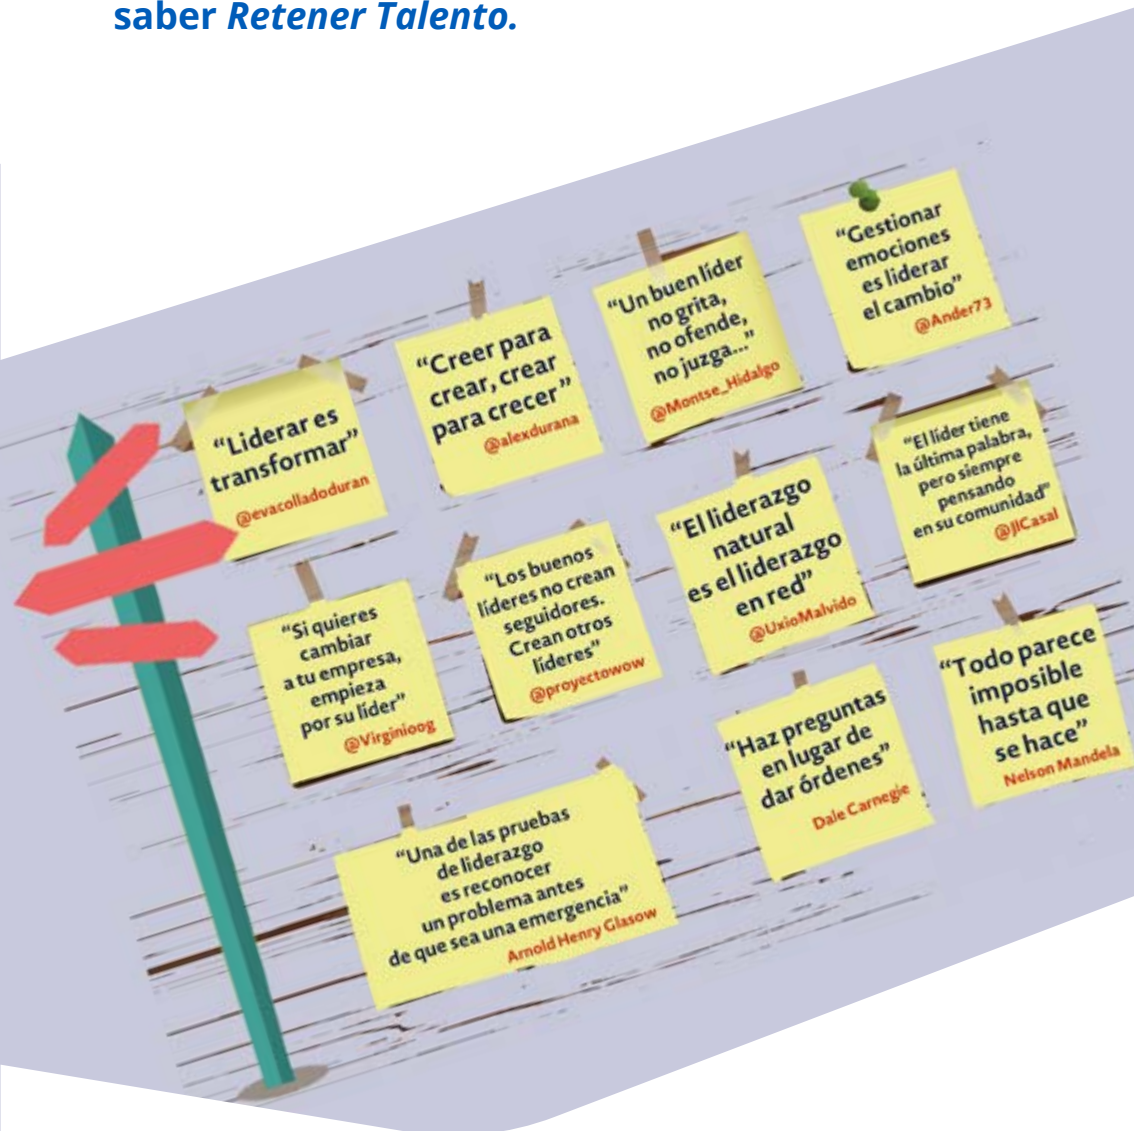 saber Retener Talento.
“Gestionar
emociones
es liderar
el cambio”
@Ander73
“Un buen líder
no grita,
no ofende,
no juzga...”
@Montse_Hidalgo
“Creer para
crear, crear
para crecer”
@alexdurana
“Liderar es
transformar”
@evacolladoduran
“El líder tiene
la última palabra,
pero siempre
pensando
en su comunidad”
@JlCasal
“El liderazgo
natural
es el liderazgo
en red”
@UxioMalvido
“Los buenos
líderes no crean
seguidores.
Crean otros
líderes”
@proyectowow
“Si quieres
cambiar
a tu empresa,
empieza
por su líder”
@Virginioog
“Todo parece
imposible
hasta que
se hace”
Nelson Mandela
“Haz preguntas
en lugar de
dar órdenes”
Dale Carnegie
“Una de las pruebas
de liderazgo
es reconocer
un problema antes
de que sea una emergencia”
Arnold Henry Glasow